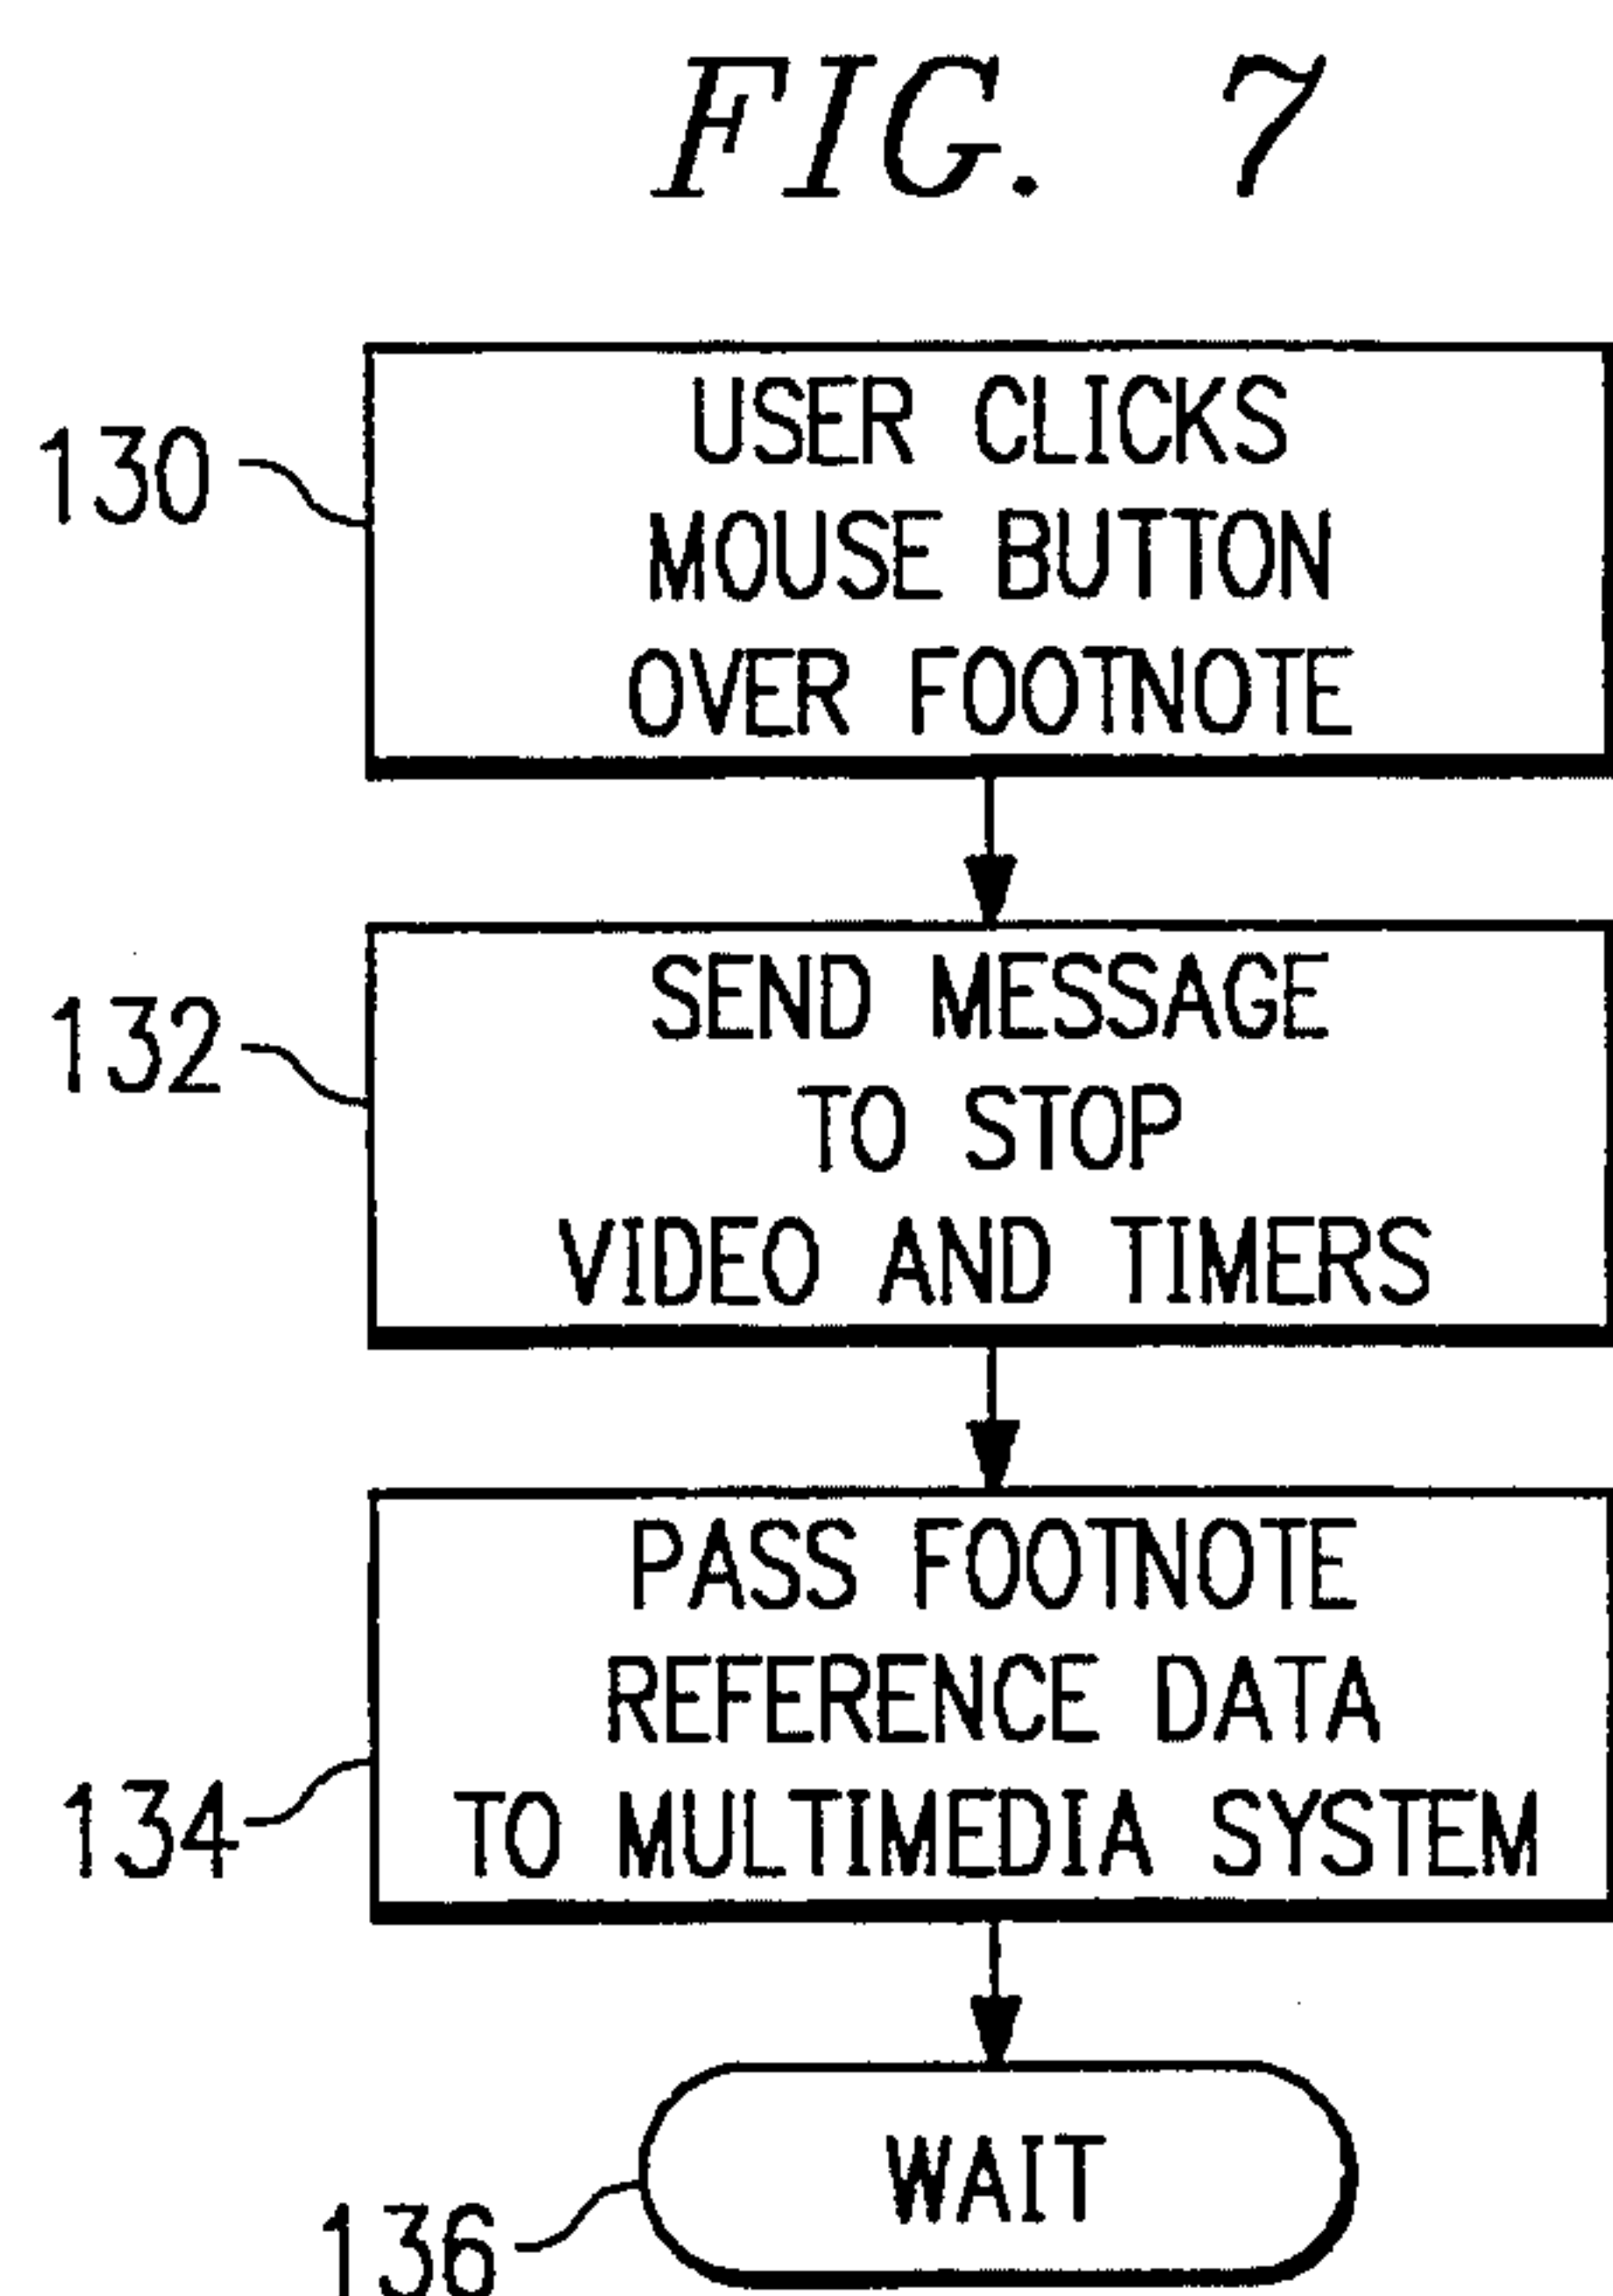 FIG. 7
130
USER CLICKS
MOUSE BUTTON
OVER FOOTNOTE
132
SEND MESSAGE
TO STOP
VIDEO AND TIMERS
134
PASS FOOTNOTE
REFERENCE DATA
TO MULTIMEDIA SYSTEM
136
WAIT